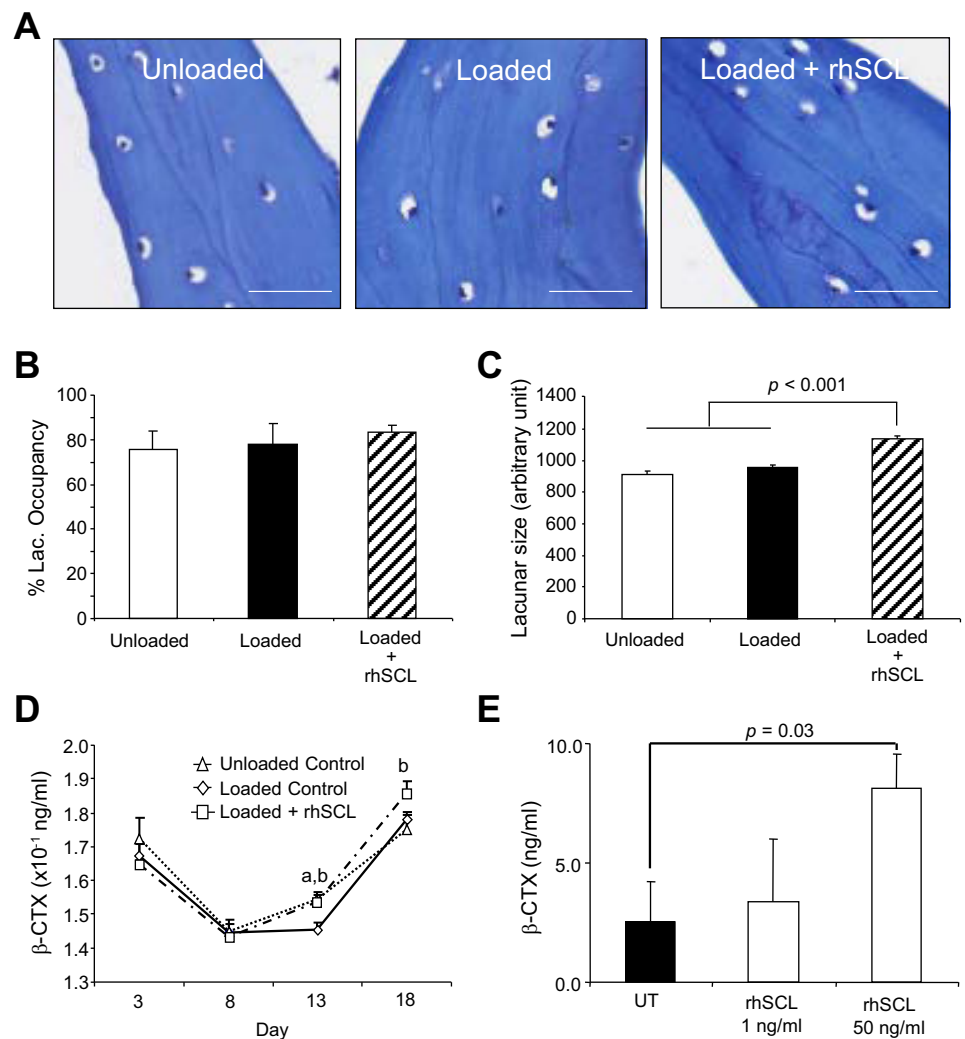 A
Unloaded
Loaded
Loaded + rhSCL
B
% Lac. Occupancy
100
80
60
40
20
0
Unloaded
Loaded
Loaded
+
rhSCL
C
Lacunar size (arbitrary unit)
1400
1200
1000
800
600
400
200
0
p < 0.001
Unloaded
Loaded
Loaded
+
rhSCL
D
β-CTX (x10⁻¹ ng/ml)
2.0
1.9
1.8
1.7
1.6
1.5
1.4
1.3
Unloaded Control
Loaded Control
Loaded + rhSCL
a,b
b
3 8 13 18
Day
E
β-CTX (ng/ml)
10.0
5.0
0.0
p = 0.03
UT
rhSCL
1 ng/ml
rhSCL
50 ng/ml